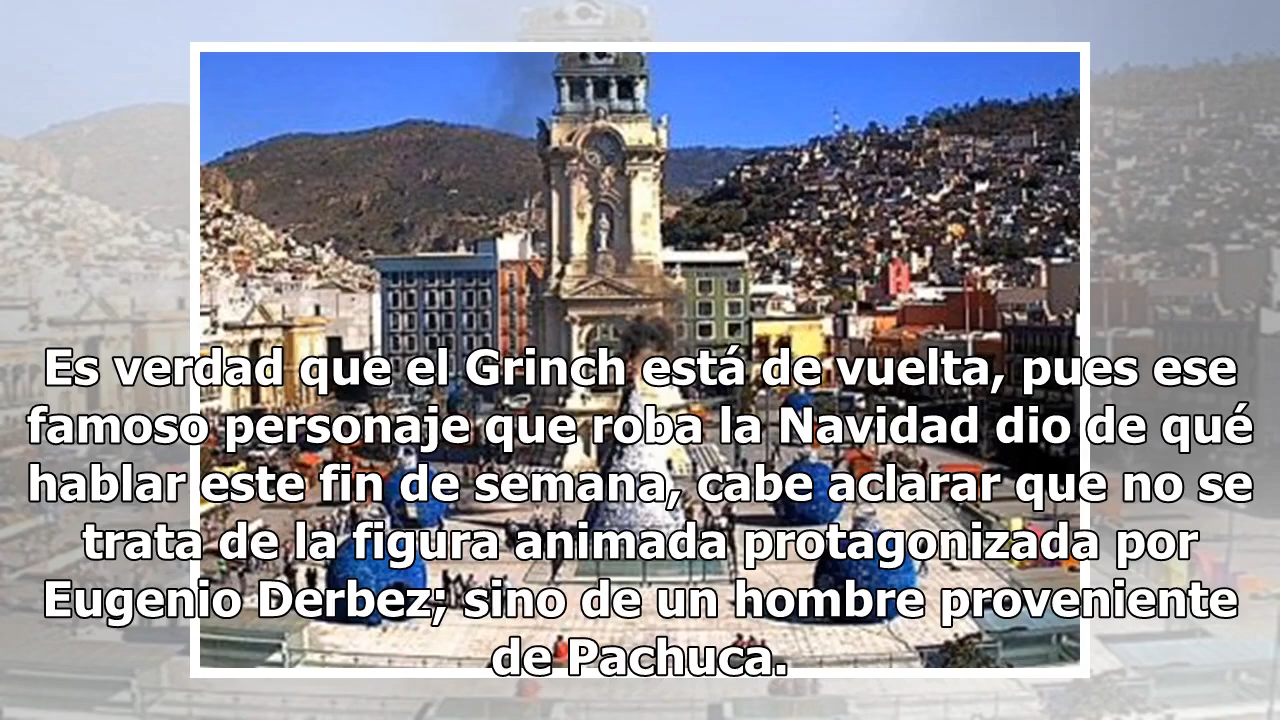 Es verdad que el Grinch está de vuelta, pues ese
famoso personaje que roba la Navidad dio de qué
hablar este fin de semana, cabe aclarar que no se
trata de la figura animada protagonizada por
Eugenio Derbez; sino de un hombre proveniente
de Pachuca.